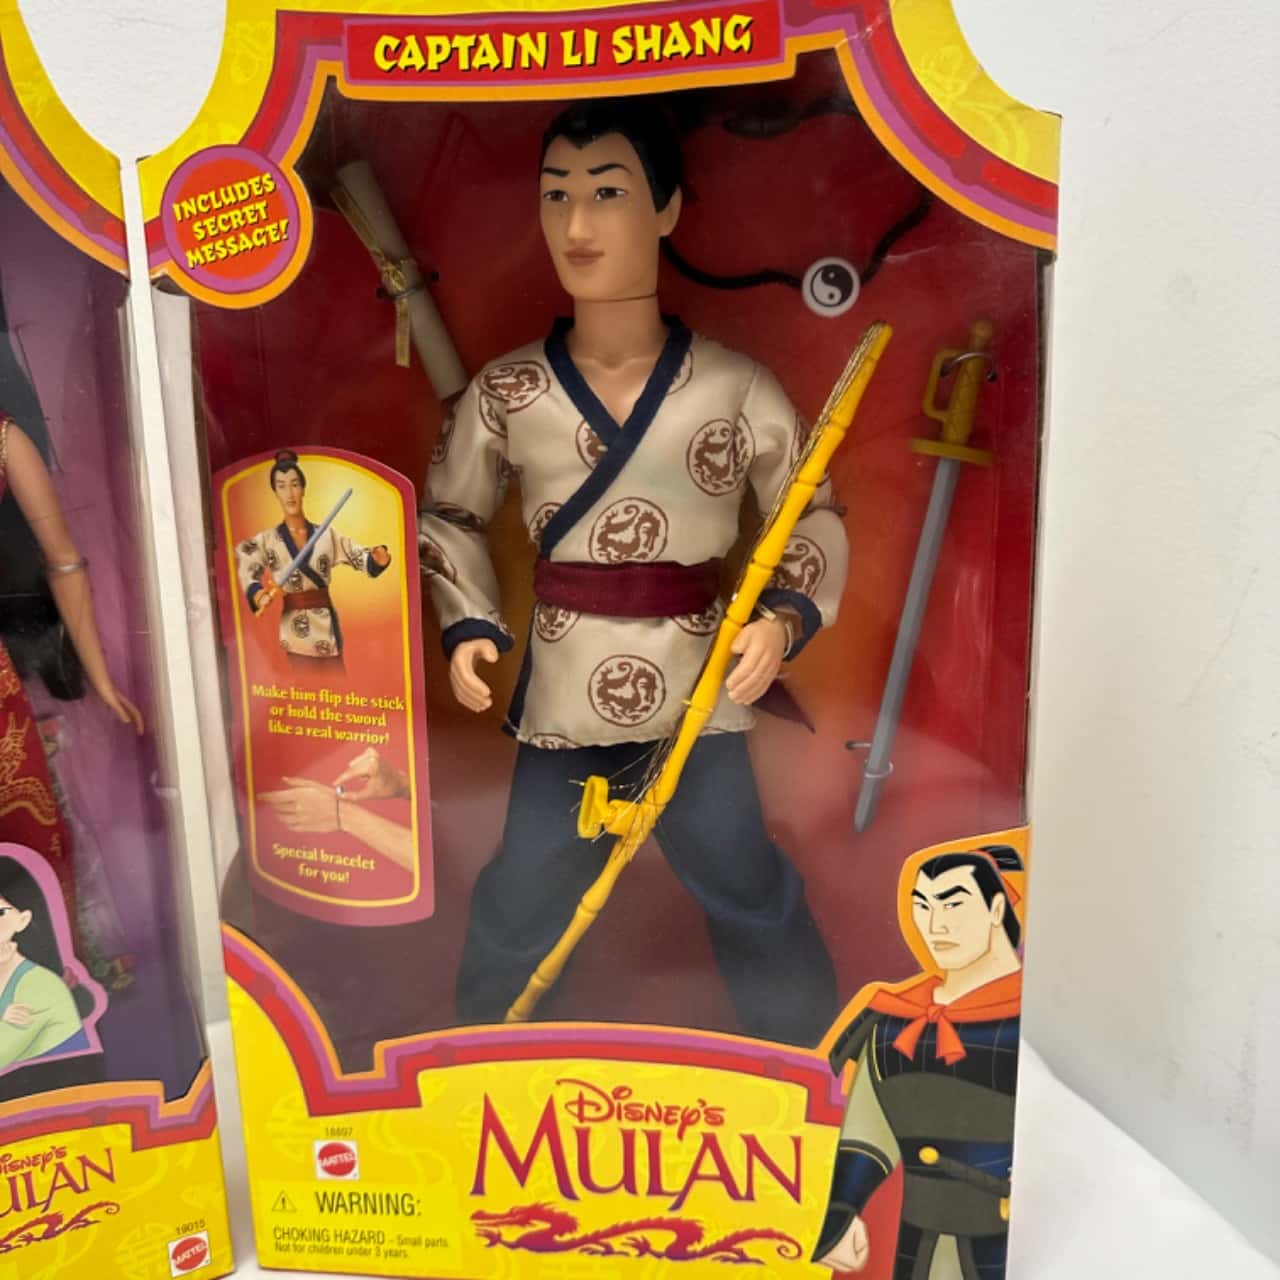 CAPTAIN LI SHANG
INCLUDES
SECRET
MESSAGE!
Make him flip the stick
or hold the sword
like a real warrior!
Special bracelet
for you!
DISNEY'S
MULAN
18897
MATTEL
WARNING:
CHOKING HAZARD - Small parts.
Not for children under 3 years.
ISNEY'S
ULAN
19015
MATTEL